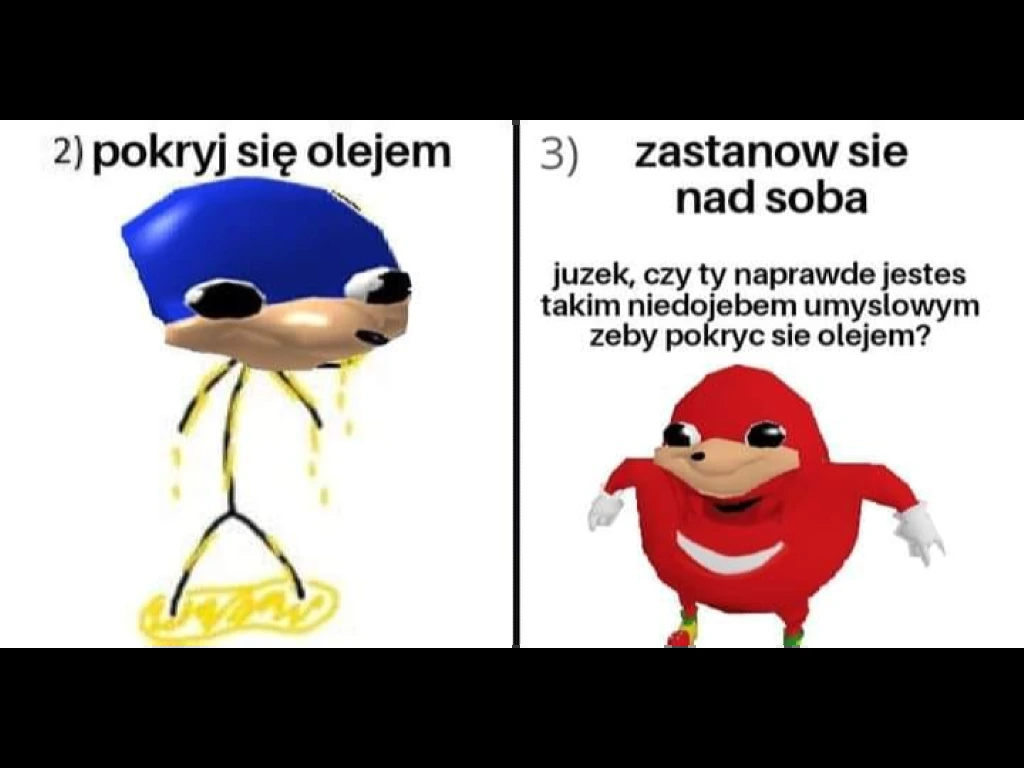 2) pokryj się olejem
3) zastanow sie
nad soba
juzek, czy ty naprawde jestes
takim niedojebem umyslowym
zeby pokryc sie olejem?